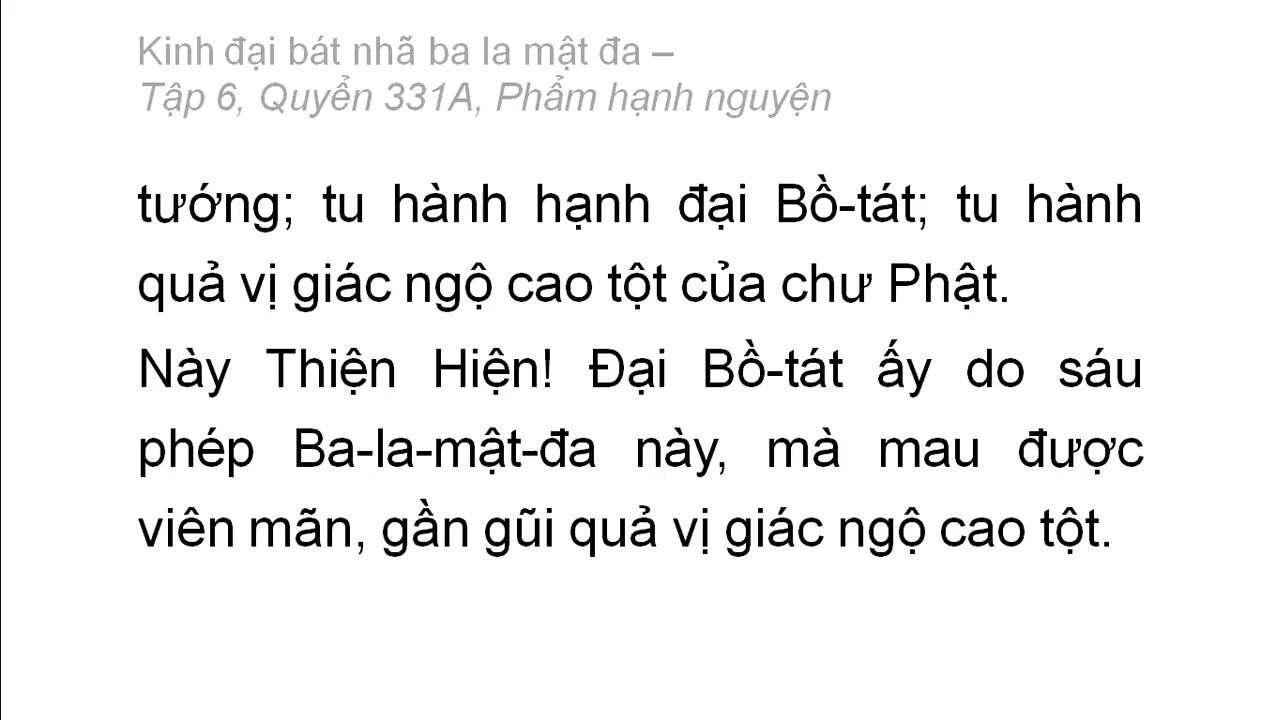 Kinh đại bát nhã ba la mật đa –
Tập 6, Quyển 331A, Phẩm hạnh nguyện
tướng; tu hành hạnh đại Bồ-tát; tu hành
quả vị giác ngộ cao tột của chư Phật.
Này Thiện Hiện! Đại Bồ-tát ấy do sáu
phép Ba-la-mật-đa này, mà mau được
viên mãn, gần gũi quả vị giác ngộ cao tột.